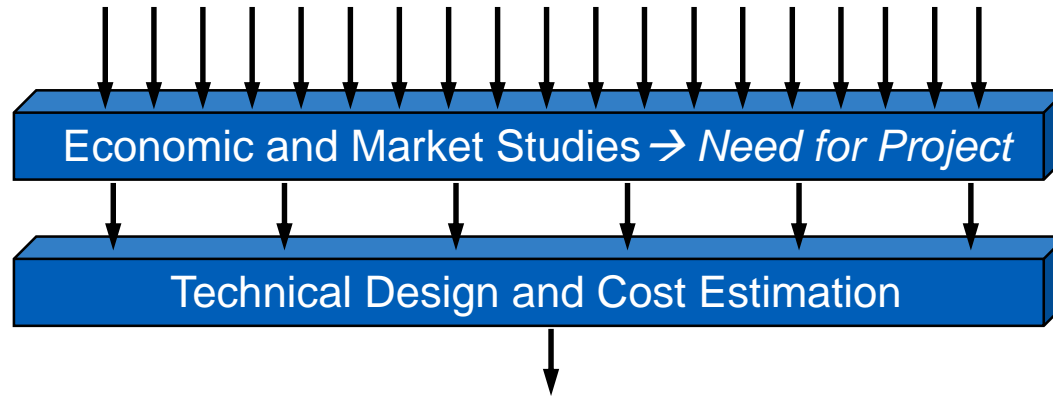 Economic and Market Studies → Need for Project
Technical Design and Cost Estimation